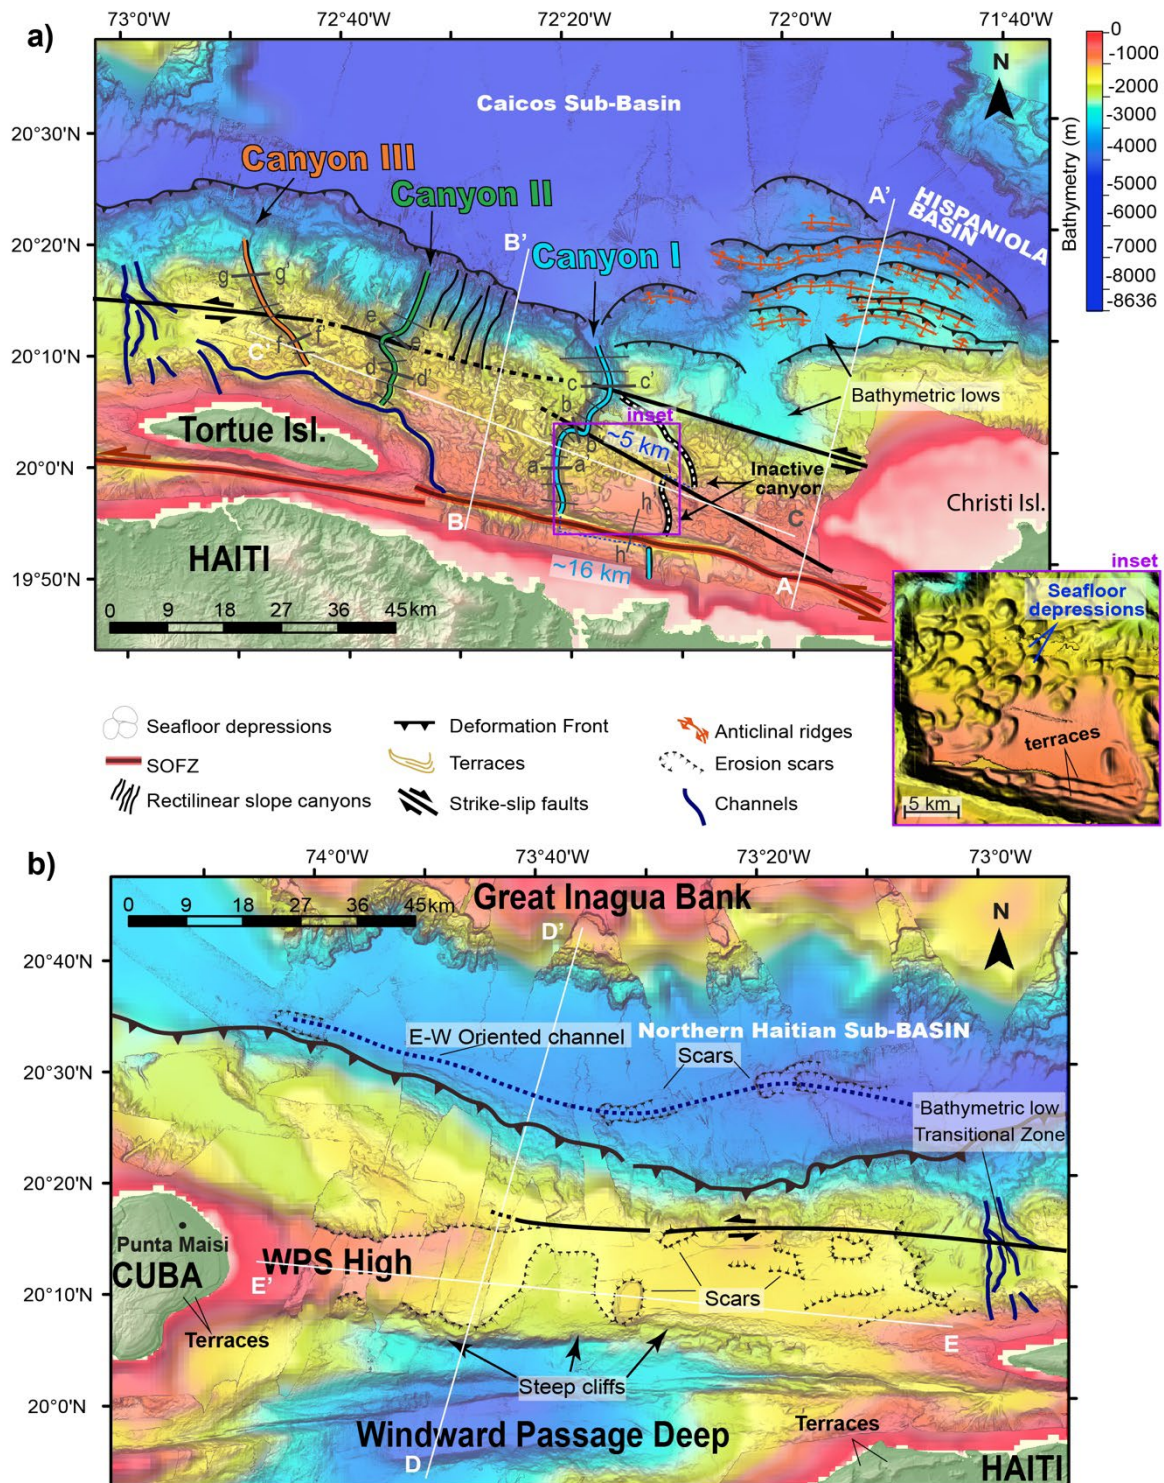 a)
73°0'W
72°40'W
72°20'W
72°0'W
71°40'W
20°30'N
20°20'N
20°10'N
20°0'N
19°50'N
Caicos Sub-Basin
N
0
-1000
-2000
-3000
-4000
-5000
-6000
-7000
-8000
-8636
Bathymetry (m)
Canyon III
Canyon II
Canyon I
A'
HISPANIOLA
BASIN
B'
g
g'
e
e
f
f'
C'
d
d'
c
c'
b
b
inset
~5 km
a
a
Bathymetric lows
Tortue Isl.
Inactive
canyon
h'
h
C
Christi Isl.
B
A
HAITI
~16 km
0 9 18 27 36 45km
inset
Seafloor
depressions
terraces
5 km
Seafloor depressions
Deformation Front
Anticlinal ridges
SOFZ
Terraces
Erosion scars
Rectilinear slope canyons
Strike-slip faults
Channels
b)
74°0'W
73°40'W
73°20'W
73°0'W
0 9 18 27 36 45km
Great Inagua Bank
D'
N
20°40'N
20°30'N
20°20'N
20°10'N
20°0'N
E-W Oriented channel
Northern Haitian Sub-BASIN
Scars
Bathymetric low
Transitional Zone
Punta Maisi
CUBA
WPS High
E'
Terraces
Scars
E
Steep cliffs
Windward Passage Deep
D
Terraces
HAITI